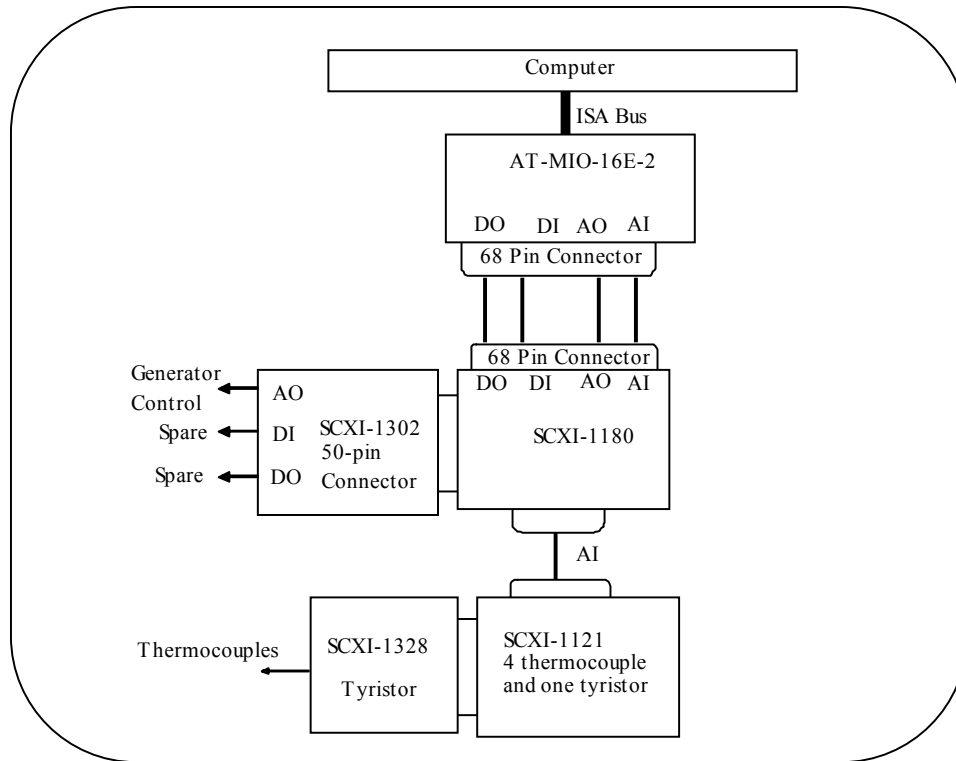 Computer
ISA Bus
AT-MIO-16E-2
DO DI AO AI
68 Pin Connector
68 Pin Connector
DO DI AO AI
Generator
Control
Spare
Spare
AO
DI
DO
SCXI-1302
50-pin
Connector
SCXI-1180
AI
Thermocouples
SCXI-1328
Tyristor
SCXI-1121
4 thermocouple
and one tyristor